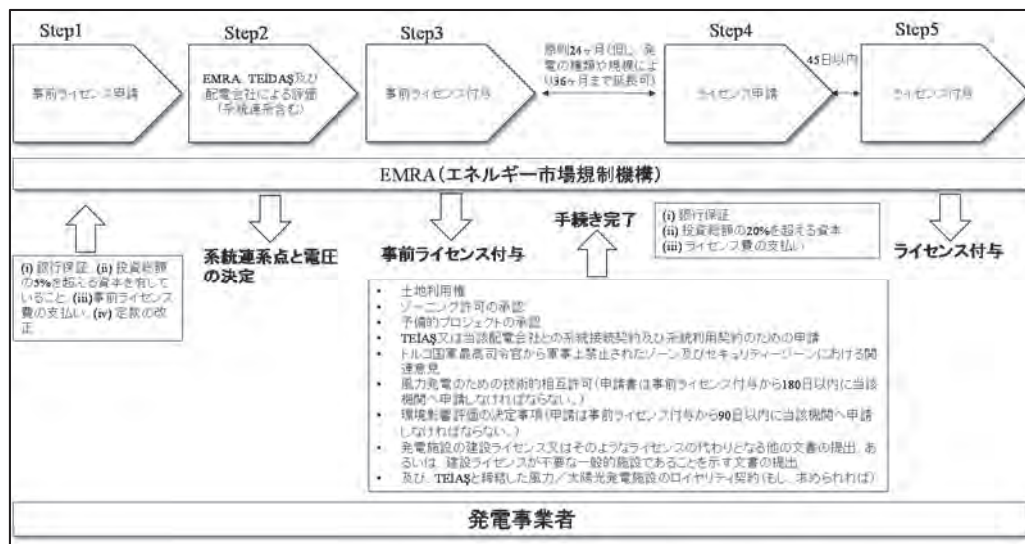 Step1
Step2
Step3
Step4
Step5
事前ライセンス申請
EMRA、TEİDAŞ及び
配電会社による評価
(系統連系含む)
事前ライセンス付与
原則24ヶ月(但し、発
電の種類や規模によ
り36ヶ月まで延長可)
ライセンス申請
45日以内
ライセンス付与
EMRA(エネルギー市場規制機構)
(i) 銀行保証、(ii) 投資総額
の5%を超える資本を有して
いること、(iii)事前ライセンス
費の支払い、(iv) 定款の改
正
系統連系点と電圧
の決定
事前ライセンス付与
手続き完了
(i) 銀行保証
(ii) 投資総額の20%を超える資本
(iii) ライセンス費の支払い
ライセンス付与
• 土地利用権
• ゾーニング許可の承認
• 予備的プロジェクトの承認
• TEİAŞ又は当該配電会社との系統接続契約及び系統利用契約のための申請
• トルコ国軍最高司令官から軍事上禁止されたゾーン及びセキュリティーゾーンにおける関
連意見
• 風力発電のための技術的相互許可(申請書は事前ライセンス付与から180日以内に当該
機関へ申請しなければならない。)
• 環境影響評価の決定事項(申請は事前ライセンス付与から90日以内に当該機関へ申請
しなければならない。)
• 発電施設の建設ライセンス又はそのようなライセンスの代わりとなる他の文書の提出、あ
るいは、建設ライセンスが不要な一般的施設であることを示す文書の提出
• 及び、TEİAŞと締結した風力/太陽光発電施設のロイヤリティ契約(もし、求められれば)
発電事業者